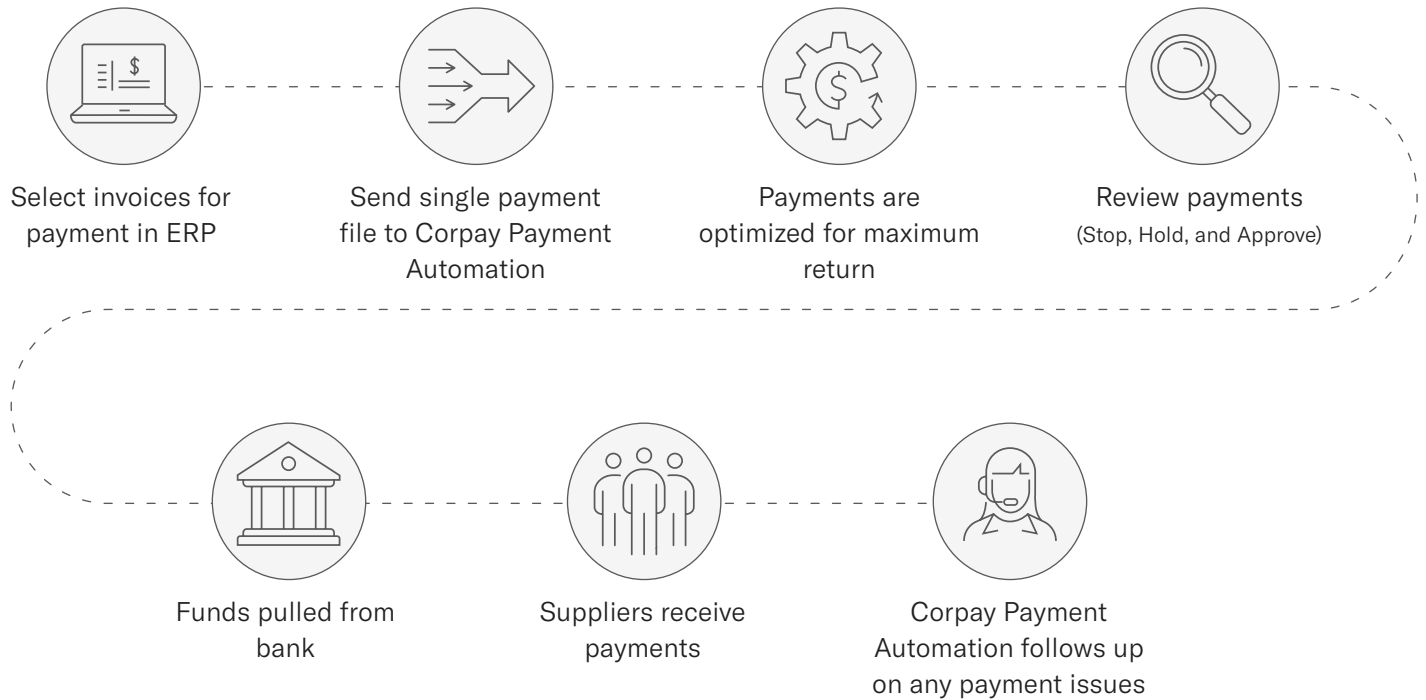 $
$
Select invoices for
payment in ERP
Send single payment
file to Corpay Payment
Automation
Payments are
optimized for maximum
return
Review payments
(Stop, Hold, and Approve)
Funds pulled from
bank
Suppliers receive
payments
Corpay Payment
Automation follows up
on any payment issues